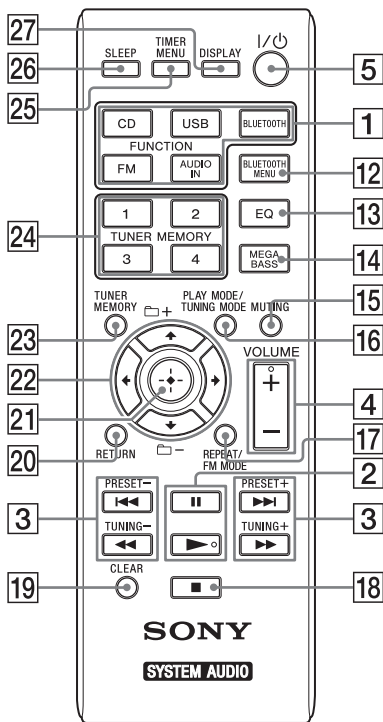 27
SLEEP
TIMER
MENU
DISPLAY
I/⏻
26
25
5
CD
USB
BLUETOOTH
1
FUNCTION
FM
AUDIO
IN
BLUETOOTH
MENU
12
24
1
2
EQ
13
TUNER MEMORY
3
4
MEGA
BASS
14
TUNER
MEMORY
+
PLAY MODE/
TUNING MODE
MUTING
15
23
16
VOLUME
22
+
4
21
–
17
20
RETURN
–
REPEAT/
FM MODE
2
3
PRESET–
PRESET+
3
TUNING–
TUNING+
19
CLEAR
18
SONY
SYSTEM AUDIO